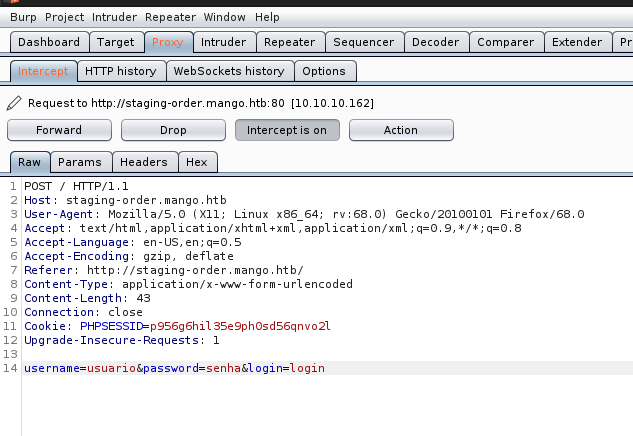 Burp Project Intruder Repeater Window Help
Dashboard Target Proxy Intruder Repeater Sequencer Decoder Comparer Extender Pr
Intercept HTTP history WebSockets history Options
Request to http://staging-order.mango.htb:80 [10.10.10.162]
Forward Drop Intercept is on Action
Raw Params Headers Hex
1 POST / HTTP/1.1
2 Host: staging-order.mango.htb
3 User-Agent: Mozilla/5.0 (X11; Linux x86_64; rv:68.0) Gecko/20100101 Firefox/68.0
4 Accept: text/html,application/xhtml+xml,application/xml;q=0.9,*/*;q=0.8
5 Accept-Language: en-US,en;q=0.5
6 Accept-Encoding: gzip, deflate
7 Referer: http://staging-order.mango.htb/
8 Content-Type: application/x-www-form-urlencoded
9 Content-Length: 43
10 Connection: close
11 Cookie: PHPSESSID=p956g6hil35e9ph0sd56qnvo2l
12 Upgrade-Insecure-Requests: 1
13
14 username=usuario&password=senha&login=login